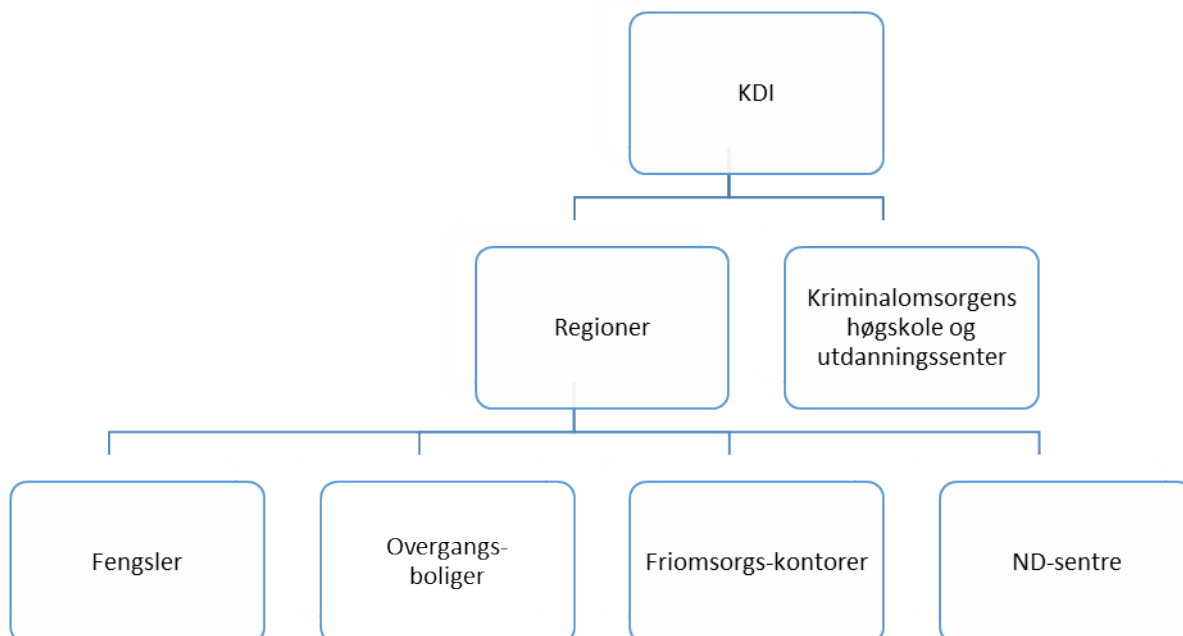 KDI
Regioner
Kriminalomsorgens
høgskole og
utdanningssenter
Fengsler
Overgangs-
boliger
Friomsorgs-kontorer
ND-sentre